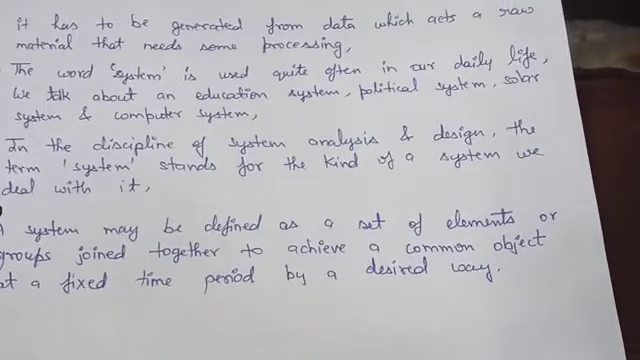 it has to be generated from data which acts a raw
material that needs some processing,
The word 'system' is used quite often in our daily life,
We talk about an education system, political system, solar
system & computer system,
In the discipline of system analysis & design, the
term 'system' stands for the kind of a system we
deal with it,
A system may be defined as a set of elements or
groups joined together to achieve a common object
at a fixed time period by a desired way.